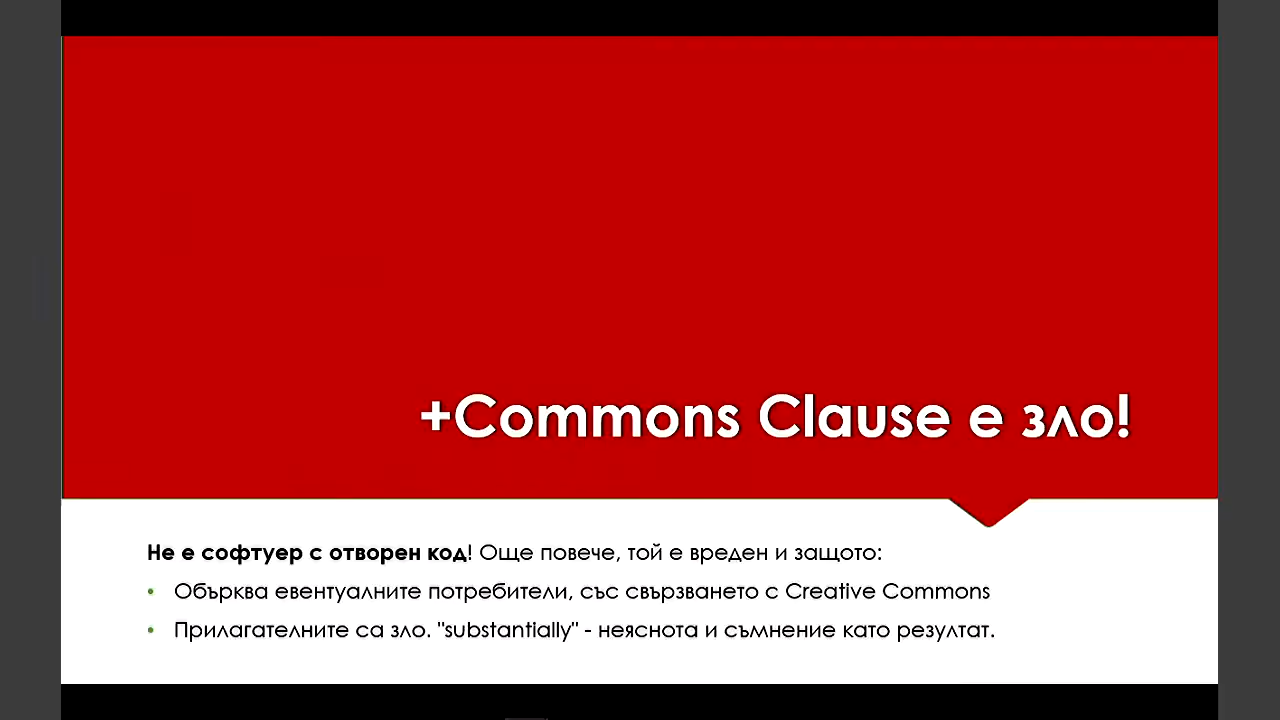 +Commons Clause е зло!
Не е софтуер с отворен код! Още повече, той е вреден и защото:
• Обърква евентуалните потребители, със свързването с Creative Commons
• Прилагателните са зло. "substantially" - неяснота и съмнение като резултат.